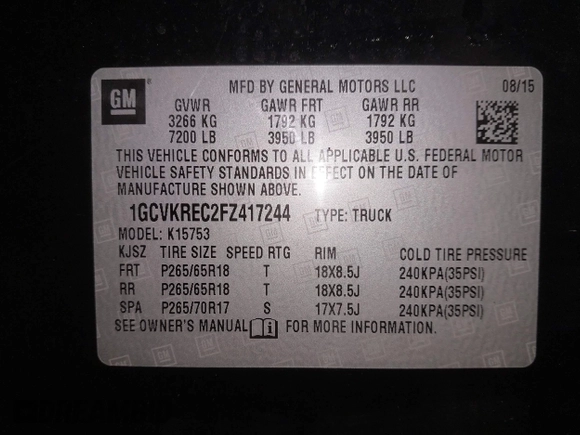 GM ®
MFD BY GENERAL MOTORS LLC 08/15
GVWR GAWR FRT GAWR RR
3266 KG 1792 KG 1792 KG
7200 LB 3950 LB 3950 LB
THIS VEHICLE CONFORMS TO ALL APPLICABLE U.S. FEDERAL MOTOR
VEHICLE SAFETY STANDARDS IN EFFECT ON THE DATE OF
MANUFACTURE SHOWN ABOVE.
1GCVKREC2FZ417244 TYPE: TRUCK
MODEL: K15753
KJSZ TIRE SIZE SPEED RTG RIM COLD TIRE PRESSURE
FRT P265/65R18 T 18X8.5J 240KPA(35PSI)
RR P265/65R18 T 18X8.5J 240KPA(35PSI)
SPA P265/70R17 S 17X7.5J 240KPA(35PSI)
SEE OWNER'S MANUAL FOR MORE INFORMATION.